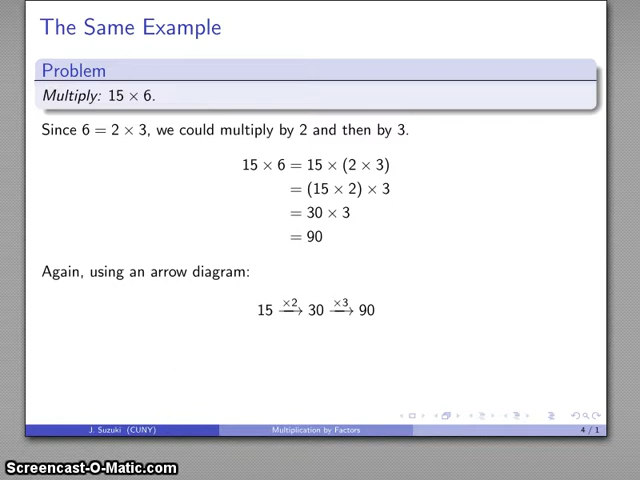 The Same Example
Problem
Multiply: 15 × 6.
Since 6 = 2 × 3, we could multiply by 2 and then by 3.
15 × 6 = 15 × (2 × 3)
= (15 × 2) × 3
= 30 × 3
= 90
Again, using an arrow diagram:
15 ×2⟶ 30 ×3⟶ 90
J. Suzuki (CUNY) Multiplication by Factors 4 / 1
Screencast-O-Matic.com